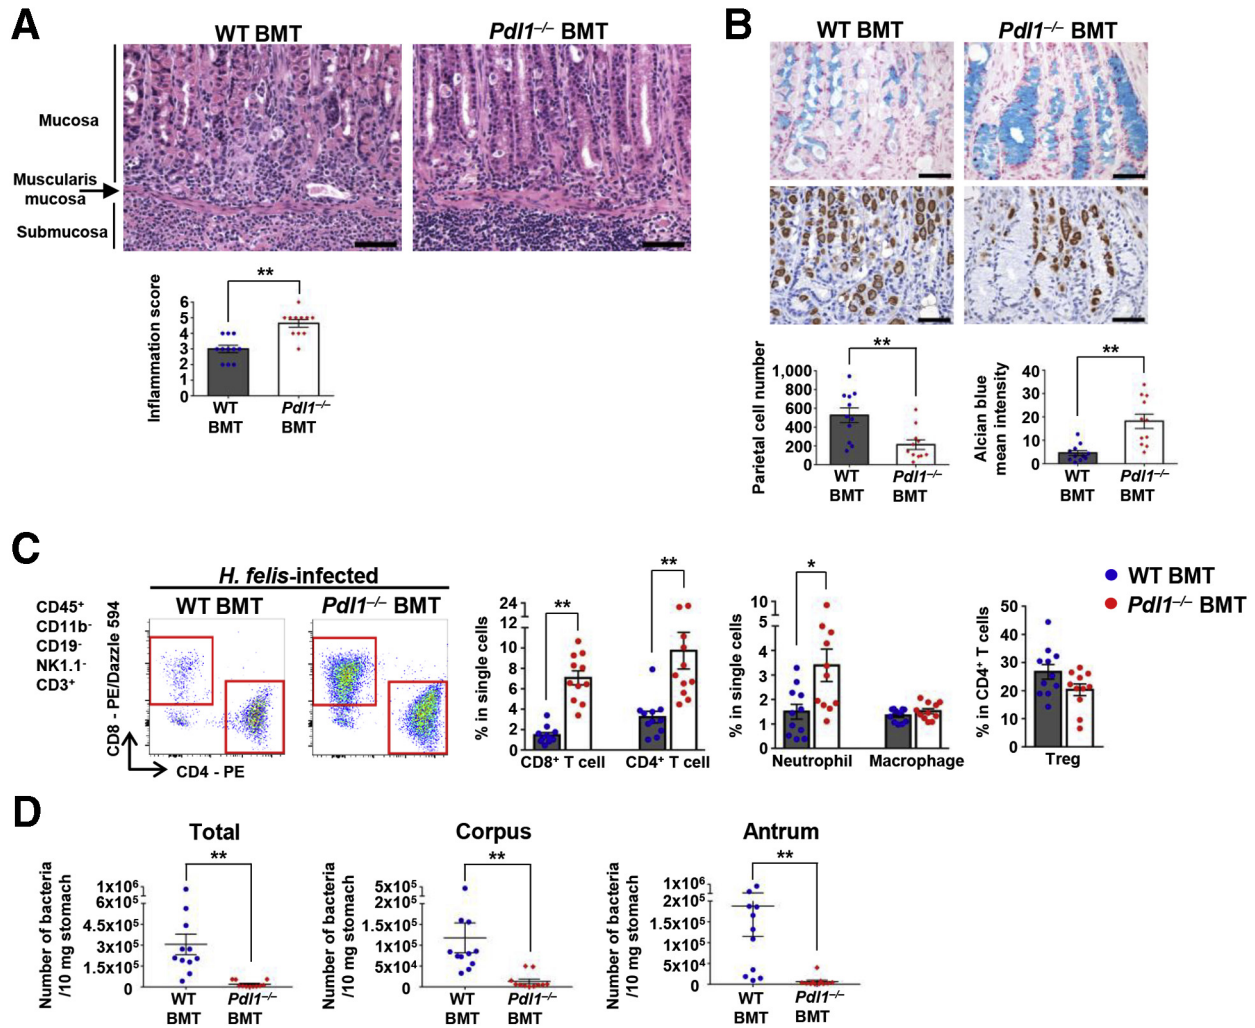 A
WT BMT
Pdl1–/– BMT
Mucosa
Muscularis
mucosa
Submucosa
**
Inflammation score
6
5
4
3
2
1
0
WT
BMT
Pdl1–/–
BMT
B
WT BMT
Pdl1–/– BMT
**
Parietal cell number
1,000
800
600
400
200
0
WT
BMT
Pdl1–/–
BMT
**
Alcian blue
mean intensity
40
30
20
10
0
WT
BMT
Pdl1–/–
BMT
C
H. felis-infected
WT BMT
Pdl1–/– BMT
CD45+
CD11b-
CD19-
NK1.1-
CD3+
CD8 - PE/Dazzle 594
CD4 - PE
% in single cells
24
12
10
8
6
4
2
0
**
**
CD8+ T cell
CD4+ T cell
% in single cells
10
5
4
3
2
1
0
*
Neutrophil
Macrophage
% in CD4+ T cells
50
40
30
20
10
0
Treg
WT BMT
Pdl1–/– BMT
D
Total
**
Number of bacteria
/10 mg stomach
1x10⁶
6x10⁵
4.5x10⁵
3x10⁵
1.5x10⁵
0
WT
BMT
Pdl1–/–
BMT
Corpus
**
Number of bacteria
/10 mg stomach
5x10⁵
2x10⁵
1.5x10⁵
1x10⁵
5x10⁴
0
WT
BMT
Pdl1–/–
BMT
Antrum
**
Number of bacteria
/10 mg stomach
1x10⁶
2x10⁵
1.5x10⁵
1x10⁵
5x10⁴
0
WT
BMT
Pdl1–/–
BMT